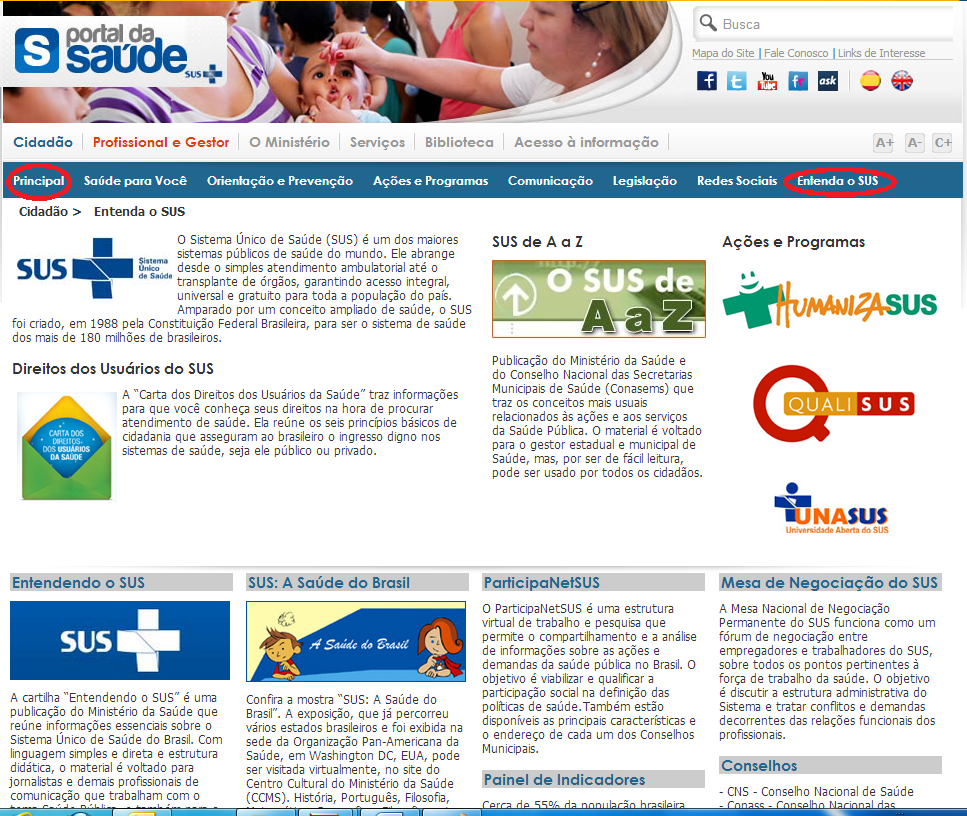 portal da
saúde
SUS
Busca
Mapa do Site | Fale Conosco | Links de Interesse
You
Tube
ask
Cidadão
Profissional e Gestor
O Ministério
Serviços
Biblioteca
Acesso à informação
A+ A- C+
Principal
Saúde para Você
Orientação e Prevenção
Ações e Programas
Comunicação
Legislação
Redes Sociais
Entenda o SUS
Cidadão > Entenda o SUS
SUS
Sistema
Único
de Saúde
O Sistema Único de Saúde (SUS) é um dos maiores
sistemas públicos de saúde do mundo. Ele abrange
desde o simples atendimento ambulatorial até o
transplante de órgãos, garantindo acesso integral,
universal e gratuito para toda a população do país.
Amparado por um conceito ampliado de saúde, o SUS
foi criado, em 1988 pela Constituição Federal Brasileira, para ser o sistema de saúde
dos mais de 180 milhões de brasileiros.
Direitos dos Usuários do SUS
CARTA DOS
DIREITOS
DOS USUÁRIOS
DA SAÚDE
A “Carta dos Direitos dos Usuários da Saúde” traz informações
para que você conheça seus direitos na hora de procurar
atendimento de saúde. Ela reúne os seis princípios básicos de
cidadania que asseguram ao brasileiro o ingresso digno nos
sistemas de saúde, seja ele público ou privado.
SUS de A a Z
http://
O SUS de
A a Z
Publicação do Ministério da Saúde e
do Conselho Nacional das Secretarias
Municipais de Saúde (Conasems) que
traz os conceitos mais usuais
relacionados às ações e aos serviços
da Saúde Pública. O material é voltado
para o gestor estadual e municipal de
Saúde, mas, por ser de fácil leitura,
pode ser usado por todos os cidadãos.
Ações e Programas
HUMANIZASUS
QUALISUS
UNASUS
Universidade Aberta do SUS
Entendendo o SUS
SUS
A cartilha “Entendendo o SUS” é uma
publicação do Ministério da Saúde que
reúne informações essenciais sobre o
Sistema Único de Saúde do Brasil. Com
linguagem simples e direta e estrutura
didática, o material é voltado para
jornalistas e demais profissionais de
comunicação que trabalham com o
tema Saúde Pública, e também para o
SUS: A Saúde do Brasil
A Saúde do Brasil
Confira a mostra “SUS: A Saúde do
Brasil”. A exposição, que já percorreu
vários estados brasileiros e foi exibida na
sede da Organização Pan-Americana da
Saúde, em Washington DC, EUA, pode
ser visitada virtualmente, no site do
Centro Cultural do Ministério da Saúde
(CCMS). História, Português, Filosofia,
ParticipaNetSUS
O ParticipaNetSUS é uma estrutura
virtual de trabalho e pesquisa que
permite o compartilhamento e a análise
de informações sobre as ações e
demandas da saúde pública no Brasil. O
objetivo é viabilizar e qualificar a
participação social na definição das
políticas de saúde.Também estão
disponíveis as principais características e
o endereço de cada um dos Conselhos
Municipais.
Painel de Indicadores
Cerca de 55% da população brasileira
Mesa de Negociação do SUS
A Mesa Nacional de Negociação
Permanente do SUS funciona como um
fórum de negociação entre
empregadores e trabalhadores do SUS,
sobre todos os pontos pertinentes à
força de trabalho da saúde. O objetivo
é discutir a estrutura administrativa do
Sistema e tratar conflitos e demandas
decorrentes das relações funcionais dos
profissionais.
Conselhos
- CNS - Conselho Nacional de Saúde
- Conass - Conselho Nacional das